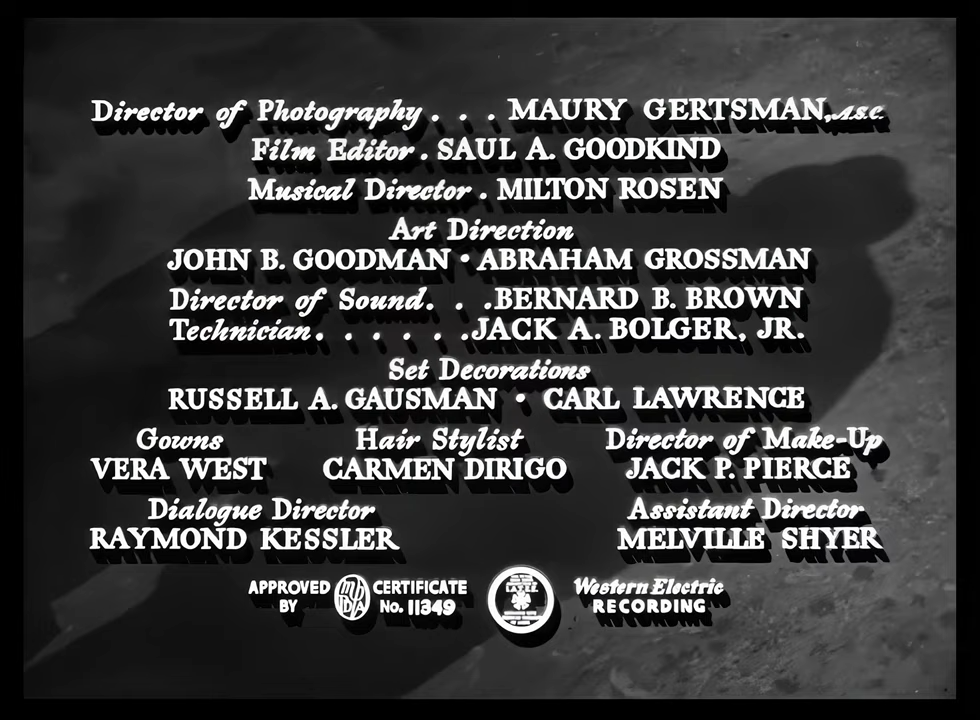 Director of Photography . . . MAURY GERTSMAN, A.S.C.
Film Editor . SAUL A. GOODKIND
Musical Director . MILTON ROSEN
Art Direction
JOHN B. GOODMAN • ABRAHAM GROSSMAN
Director of Sound. . .BERNARD B. BROWN
Technician. . . . . .JACK A. BOLGER, JR.
Set Decorations
RUSSELL A. GAUSMAN • CARL LAWRENCE
Gowns Hair Stylist Director of Make-Up
VERA WEST CARMEN DIRIGO JACK P. PIERCE
Dialogue Director Assistant Director
RAYMOND KESSLER MELVILLE SHYER
APPROVED CERTIFICATE Western Electric
BY No. 11349 RECORDING